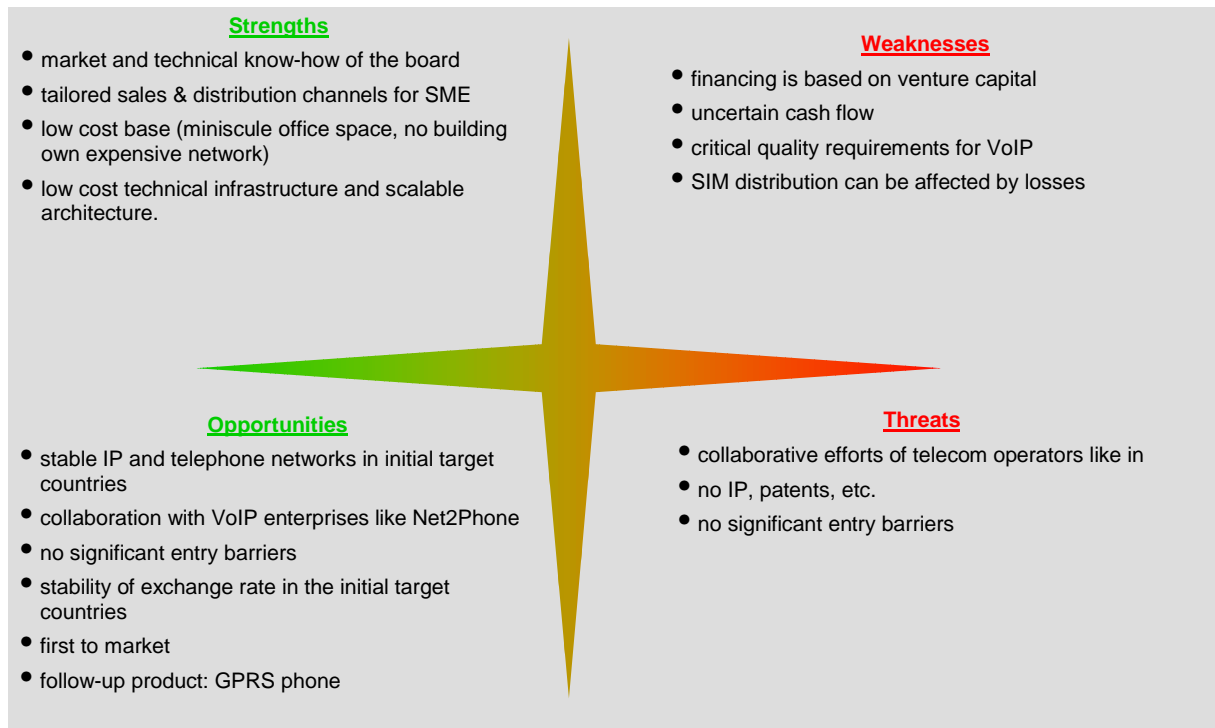 Strengths
• market and technical know-how of the board
• tailored sales & distribution channels for SME
• low cost base (miniscule office space, no building
own expensive network)
• low cost technical infrastructure and scalable
architecture.
Weaknesses
• financing is based on venture capital
• uncertain cash flow
• critical quality requirements for VoIP
• SIM distribution can be affected by losses
Opportunities
• stable IP and telephone networks in initial target
countries
• collaboration with VoIP enterprises like Net2Phone
• no significant entry barriers
• stability of exchange rate in the initial target
countries
• first to market
• follow-up product: GPRS phone
Threats
• collaborative efforts of telecom operators like in
• no IP, patents, etc.
• no significant entry barriers